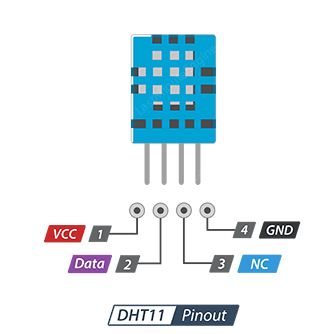 VCC 1
4 GND
Data 2
3 NC
DHT11 Pinout